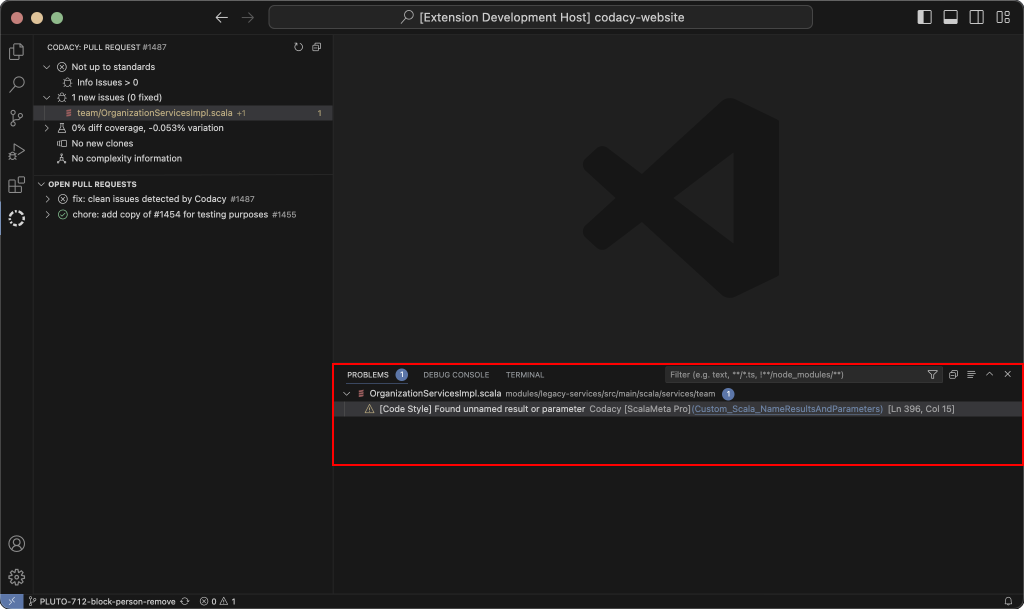 [Extension Development Host] codacy-website
CODACY: PULL REQUEST #1487
Not up to standards
Info Issues > 0
1 new issues (0 fixed)
team/OrganizationServicesImpl.scala +1 1
0% diff coverage, -0.053% variation
No new clones
No complexity information
OPEN PULL REQUESTS
fix: clean issues detected by Codacy #1487
chore: add copy of #1454 for testing purposes #1455
PROBLEMS 1 DEBUG CONSOLE TERMINAL Filter (e.g. text, **/*.ts, !**/node_modules/**)
OrganizationServicesImpl.scala modules/legacy-services/src/main/scala/services/team 1
[Code Style] Found unnamed result or parameter Codacy [ScalaMeta Pro](Custom_Scala_NameResultsAndParameters) [Ln 396, Col 15]
PLUTO-712-block-person-remove 0 1